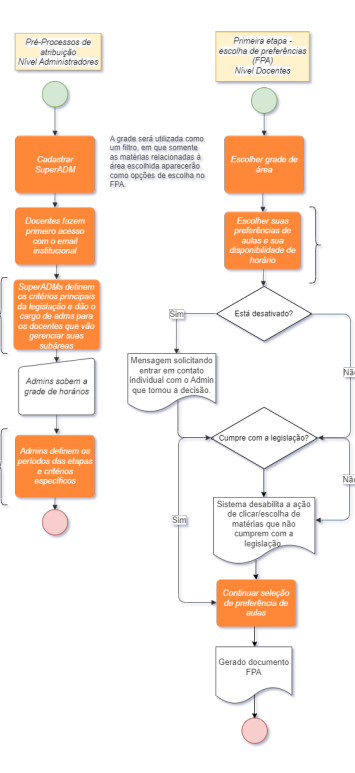 Pré-Processos de
atribuição
Nível Administradores
Cadastrar
SuperADM
Docentes fazem
primeiro acesso
com o email
institucional
SuperADMs definem
os critérios principais
da legislação e dão o
cargo de adms para
os docentes que vão
gerenciar suas
subáreas
Admins sobem a
grade de horários
Admins definem os
períodos das etapas
e critérios
específicos
Primeira etapa -
escolha de preferências
(FPA)
Nível Docentes
A grade será utilizada como
um filtro, em que somente
as matérias relacionadas à
área escolhida aparecerão
como opções de escolha no
FPA.
Escolher grade de
área
Escolher suas
preferências de
aulas e sua
disponibilidade de
horário
Está desativado?
Sim
Não
Mensagem solicitando
entrar em contato
individual com o Admin
que tomou a decisão.
Cumpre com a legislação?
Não
Sim
Sistema desabilita a ação
de clicar/escolha de
matérias que não
cumprem com a
legislação
Continuar seleção
de preferência de
aulas
Gerado documento
FPA